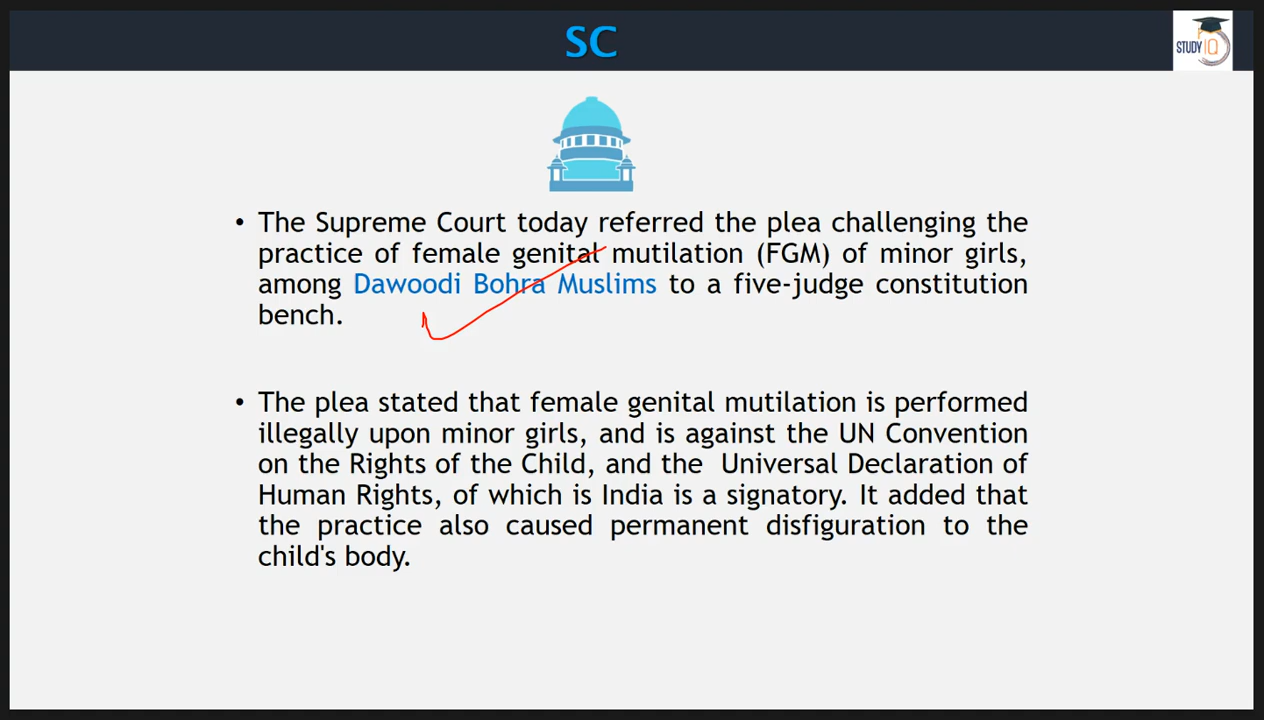 SC
STUDY IQ
• The Supreme Court today referred the plea challenging the
practice of female genital mutilation (FGM) of minor girls,
among Dawoodi Bohra Muslims to a five-judge constitution
bench.
• The plea stated that female genital mutilation is performed
illegally upon minor girls, and is against the UN Convention
on the Rights of the Child, and the Universal Declaration of
Human Rights, of which is India is a signatory. It added that
the practice also caused permanent disfiguration to the
child's body.